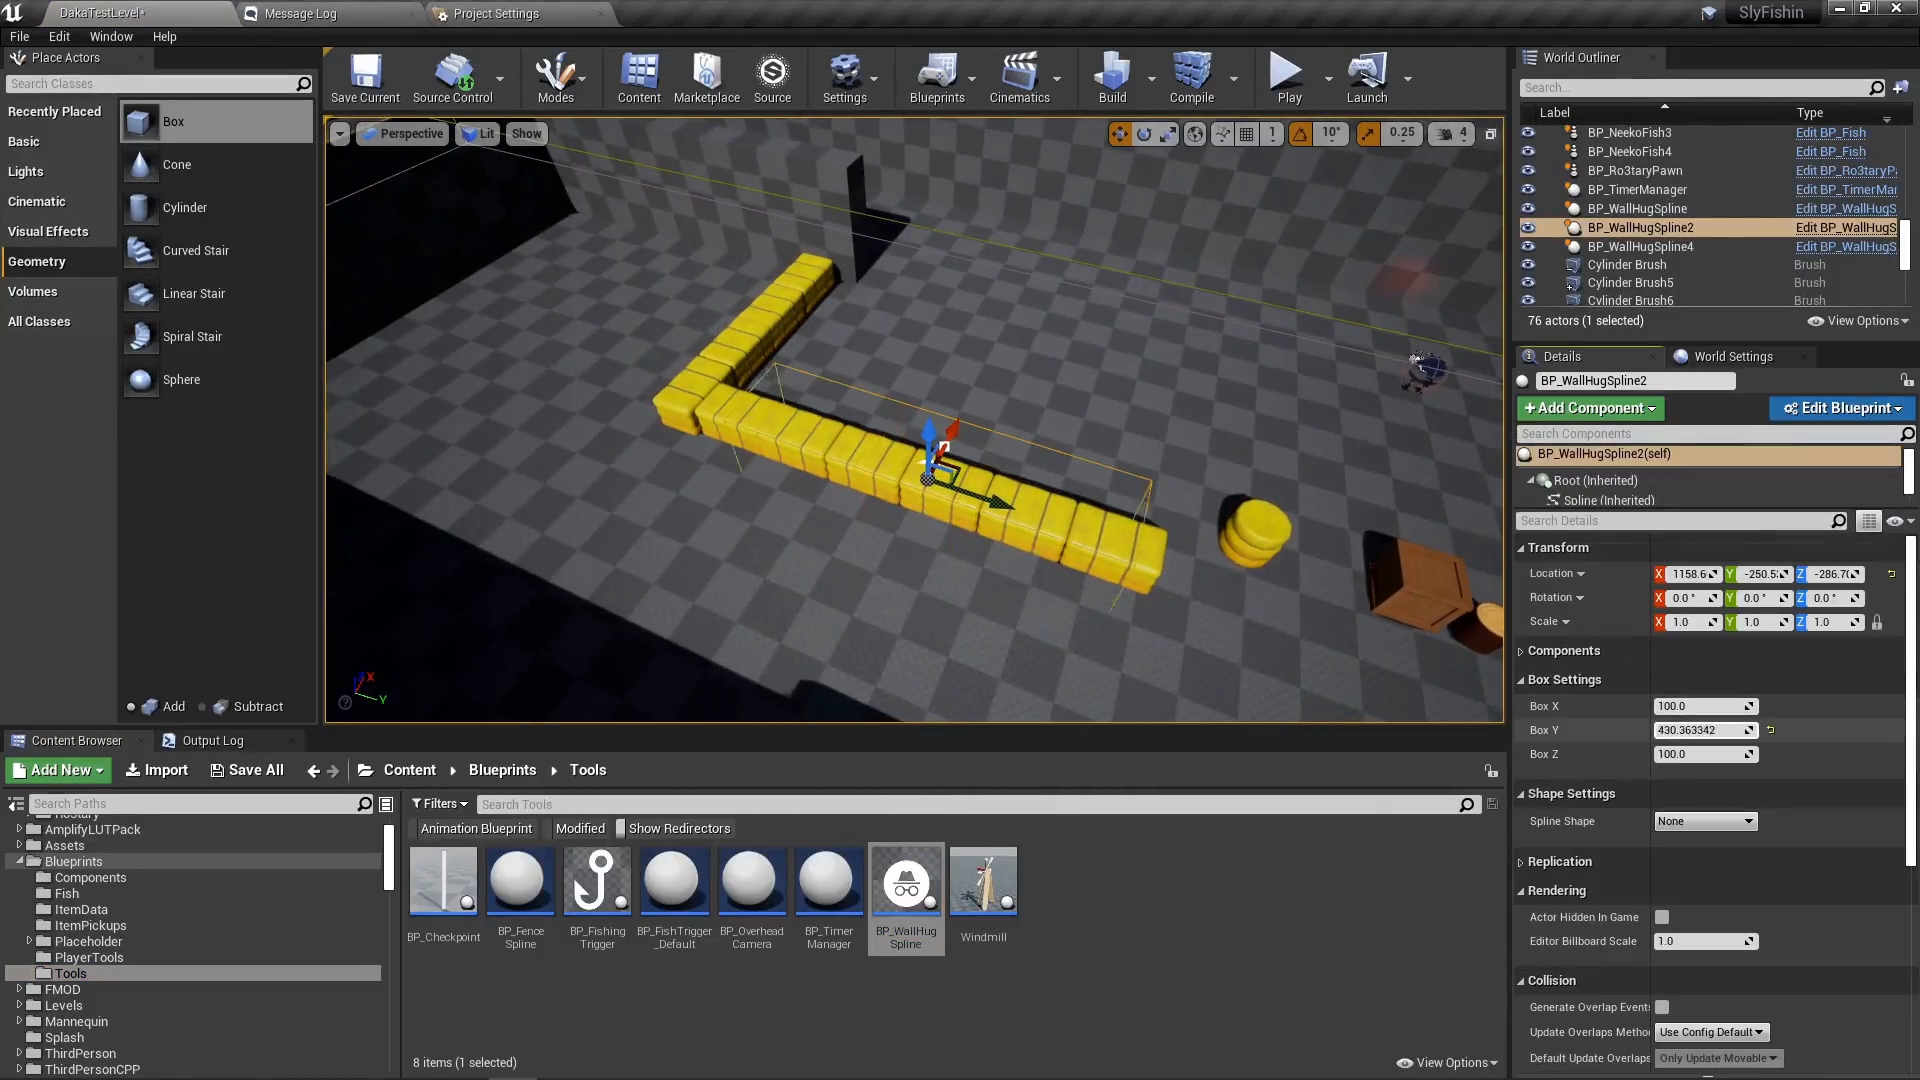 DakaTestLevel*
Message Log
Project Settings
SlyFishin
File
Edit
Window
Help
Place Actors
Search Classes
Recently Placed
Basic
Lights
Cinematic
Visual Effects
Geometry
Volumes
All Classes
Box
Cone
Cylinder
Curved Stair
Linear Stair
Spiral Stair
Sphere
Add
Subtract
Save Current
Source Control
Modes
Content
Marketplace
Source
Settings
Blueprints
Cinematics
Build
Compile
Play
Launch
Perspective
Lit
Show
1
10°
0.25
4
X
Y
World Outliner
Search...
Label
Type
BP_NeekoFish3
Edit BP_Fish
BP_NeekoFish4
Edit BP_Fish
BP_Ro3taryPawn
Edit BP_Ro3taryPa
BP_TimerManager
Edit BP_TimerMar
BP_WallHugSpline
Edit BP_WallHugS
BP_WallHugSpline2
Edit BP_WallHugS
BP_WallHugSpline4
Edit BP_WallHugS
Cylinder Brush
Brush
Cylinder Brush5
Brush
Cylinder Brush6
Brush
76 actors (1 selected)
View Options
Details
World Settings
BP_WallHugSpline2
+Add Component
Edit Blueprint
Search Components
BP_WallHugSpline2(self)
Root (Inherited)
Spline (Inherited)
Search Details
Transform
Location
X 1158.6
Y -250.5
Z -286.7
Rotation
X 0.0 °
Y 0.0 °
Z 0.0 °
Scale
X 1.0
Y 1.0
Z 1.0
Components
Box Settings
Box X
100.0
Box Y
430.363342
Box Z
100.0
Shape Settings
Spline Shape
None
Replication
Rendering
Actor Hidden In Game
Editor Billboard Scale
1.0
Collision
Generate Overlap Events
Update Overlaps Metho
Use Config Default
Default Update Overlaps
Only Update Movable
Content Browser
Output Log
Add New
Import
Save All
Content
Blueprints
Tools
Search Paths
Filters
Search Tools
Animation Blueprint
Modified
Show Redirectors
Ro3tary
AmplifyLUTPack
Assets
Blueprints
Components
Fish
ItemData
ItemPickups
Placeholder
PlayerTools
Tools
FMOD
Levels
Mannequin
Splash
ThirdPerson
ThirdPersonCPP
BP_Checkpoint
BP_Fence
Spline
BP_Fishing
Trigger
BP_FishTrigger
_Default
BP_Overhead
Camera
BP_Timer
Manager
BP_WallHug
Spline
Windmill
8 items (1 selected)
View Options